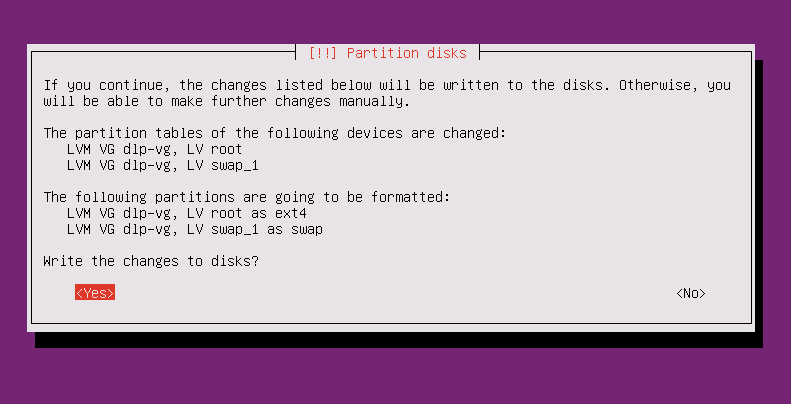 [!!] Partition disks
If you continue, the changes listed below will be written to the disks. Otherwise, you
will be able to make further changes manually.
The partition tables of the following devices are changed:
LVM VG dlp-vg, LV root
LVM VG dlp-vg, LV swap_1
The following partitions are going to be formatted:
LVM VG dlp-vg, LV root as ext4
LVM VG dlp-vg, LV swap_1 as swap
Write the changes to disks?
<Yes> <No>